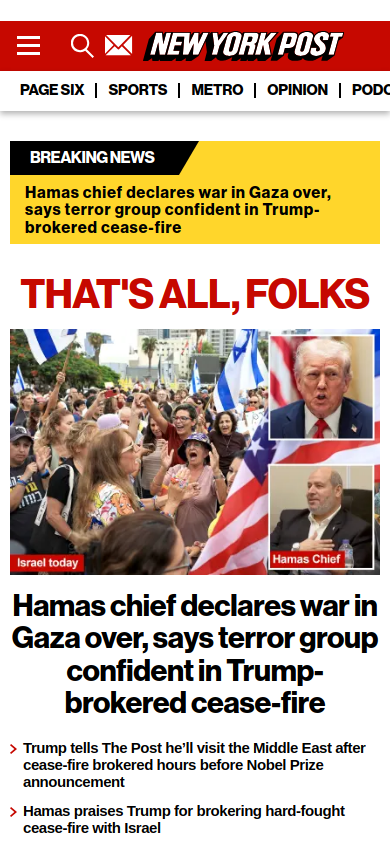 NEW YORK POST
PAGE SIX | SPORTS | METRO | OPINION | PODC
BREAKING NEWS
Hamas chief declares war in Gaza over,
says terror group confident in Trump-
brokered cease-fire
THAT'S ALL, FOLKS
Israel today
Hamas Chief
Hamas chief declares war in
Gaza over, says terror group
confident in Trump-
brokered cease-fire
Trump tells The Post he’ll visit the Middle East after
cease-fire brokered hours before Nobel Prize
announcement
Hamas praises Trump for brokering hard-fought
cease-fire with Israel